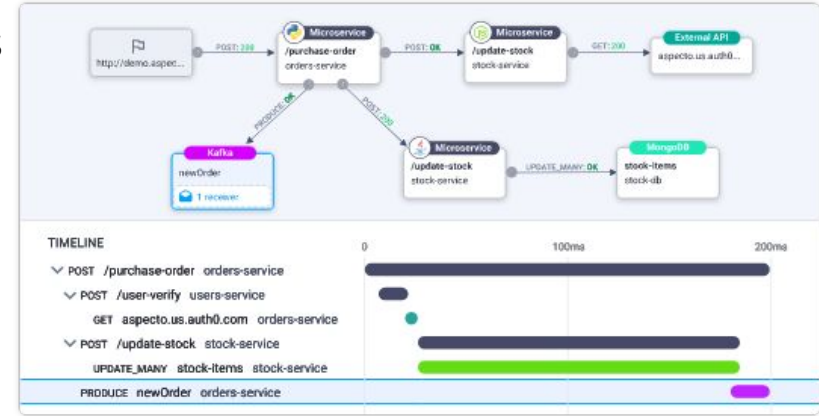 Microservice
/purchase-order
orders-service
Microservice
/update-stock
stock-service
External API
aspecto.us.auth0...
http://demo.aspec...
POST: 200
POST: OK
GET: 200
PRODUCE: OK
POST: 200
Kafka
newOrder
1 receiver
Microservice
/update-stock
stock-service
UPDATE_MANY: OK
MongoDB
stock-items
stock-db
TIMELINE
0 100ms 200ms
POST /purchase-order orders-service
POST /user-verify users-service
GET aspecto.us.auth0.com orders-service
POST /update-stock stock-service
UPDATE_MANY stock-items stock-service
PRODUCE newOrder orders-service